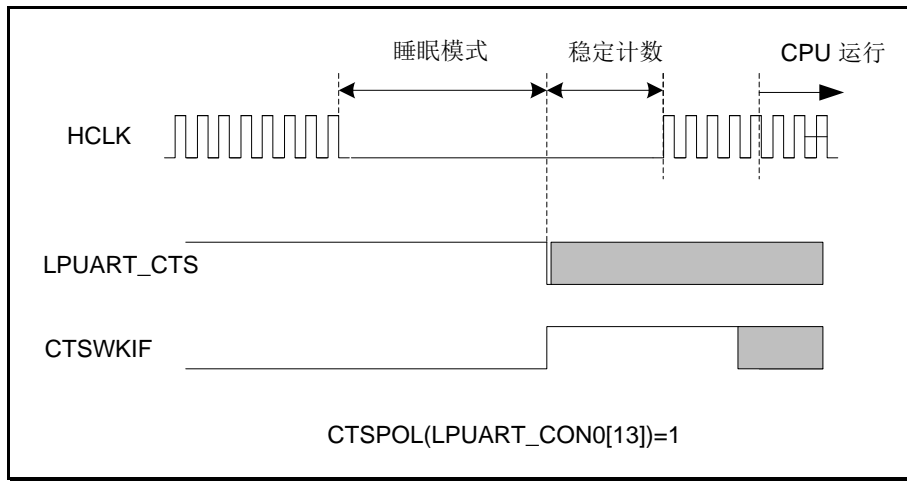 睡眠模式 稳定计数 CPU 运行
HCLK
LPUART_CTS
CTSWKIF
CTSPOL(LPUART_CON0[13])=1